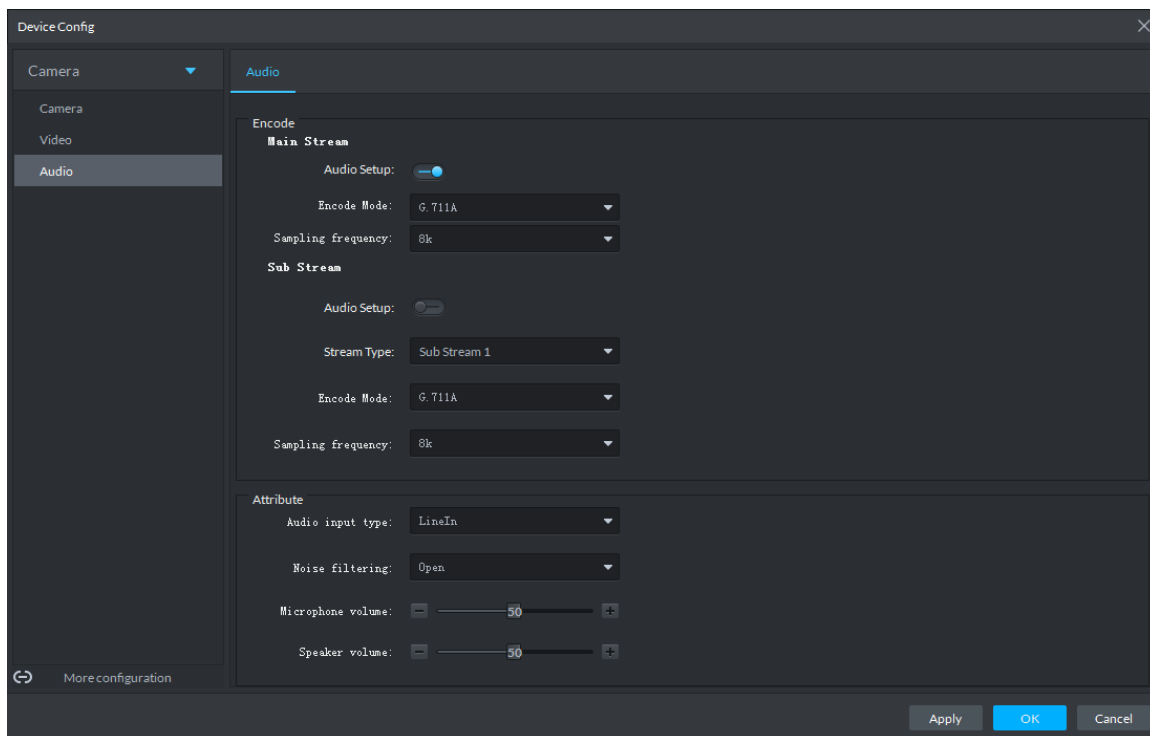 Device Config
Camera
Camera
Video
Audio
More configuration
Audio
Encode
Main Stream
Audio Setup:
Encode Mode: G.711A
Sampling frequency: 8k
Sub Stream
Audio Setup:
Stream Type: Sub Stream 1
Encode Mode: G.711A
Sampling frequency: 8k
Attribute
Audio input type: LineIn
Noise filtering: Open
Microphone volume: 50
Speaker volume: 50
Apply OK Cancel